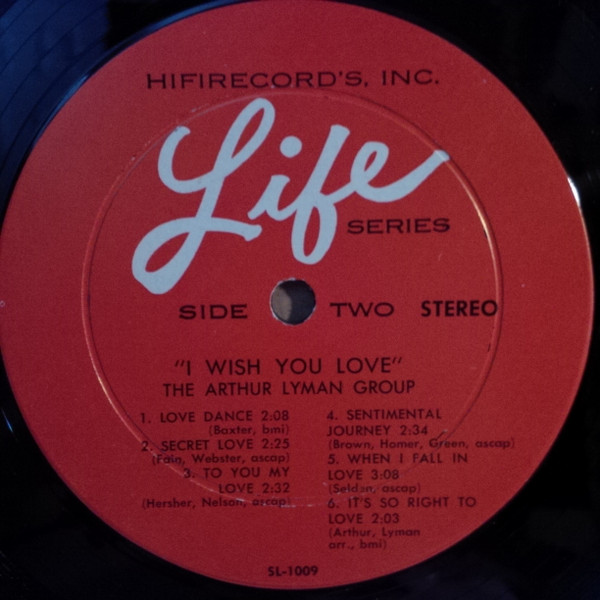 HIFIRECORD'S, INC.
Life
SERIES
SIDE TWO STEREO
"I WISH YOU LOVE"
THE ARTHUR LYMAN GROUP
1. LOVE DANCE 2:08
(Baxter, bmi)
2. SECRET LOVE 2:25
(Fain, Webster, ascap)
3. TO YOU MY
LOVE 2:32
(Hersher, Nelson, ascap)
4. SENTIMENTAL
JOURNEY 2:34
(Brown, Homer, Green, ascap)
5. WHEN I FALL IN
LOVE 3:08
(Selden, ascap)
6. IT'S SO RIGHT TO
LOVE 2:03
(Arthur, Lyman
arr., bmi)
SL-1009